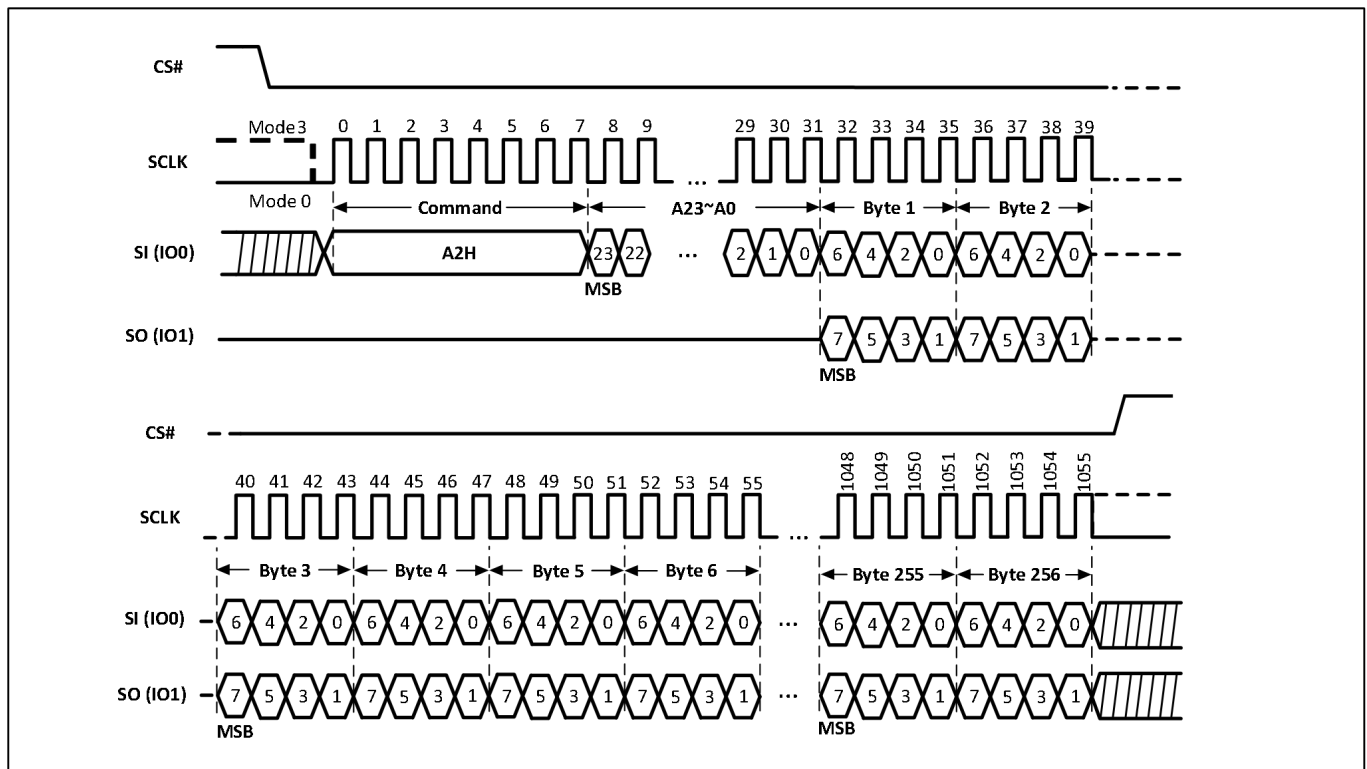 CS#
Mode3
0 1 2 3 4 5 6 7 8 9 29 30 31 32 33 34 35 36 37 38 39
SCLK
...
Mode 0
Command A23~A0 Byte 1 Byte 2
SI (IO0) A2H 23 22 ... 2 1 0 6 4 2 0 6 4 2 0
MSB
SO (IO1) 7 5 3 1 7 5 3 1
MSB
CS#
40 41 42 43 44 45 46 47 48 49 50 51 52 53 54 55 1048 1049 1050 1051 1052 1053 1054 1055
SCLK
...
Byte 3 Byte 4 Byte 5 Byte 6 Byte 255 Byte 256
SI (IO0) 6 4 2 0 6 4 2 0 6 4 2 0 6 4 2 0 ... 6 4 2 0 6 4 2 0
SO (IO1) 7 5 3 1 7 5 3 1 7 5 3 1 7 5 3 1 ... 7 5 3 1 7 5 3 1
MSB MSB